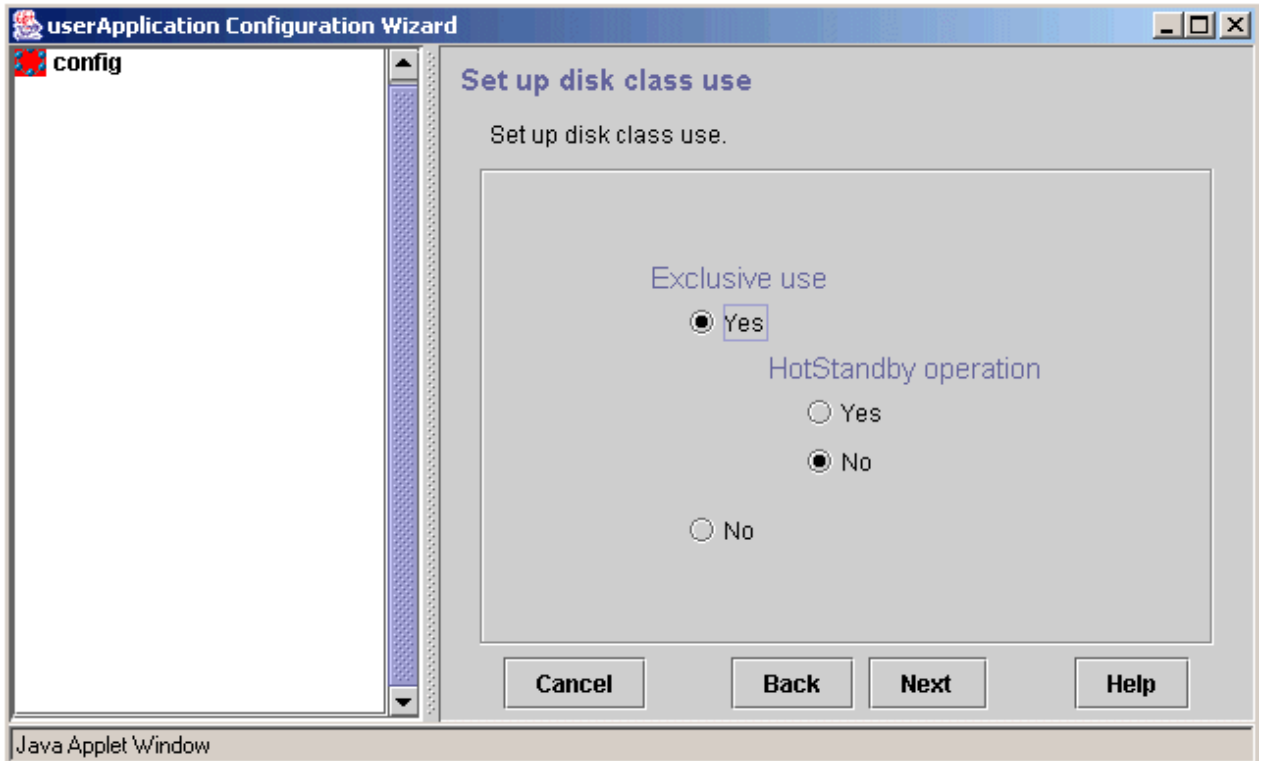 userApplication Configuration Wizard
config
Set up disk class use
Set up disk class use.
Exclusive use
Yes
HotStandby operation
Yes
No
No
Cancel
Back
Next
Help
Java Applet Window